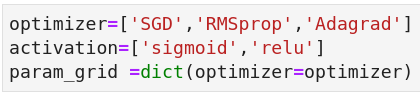 optimizer=['SGD','RMSprop','Adagrad']
activation=['sigmoid','relu']
param_grid =dict(optimizer=optimizer)